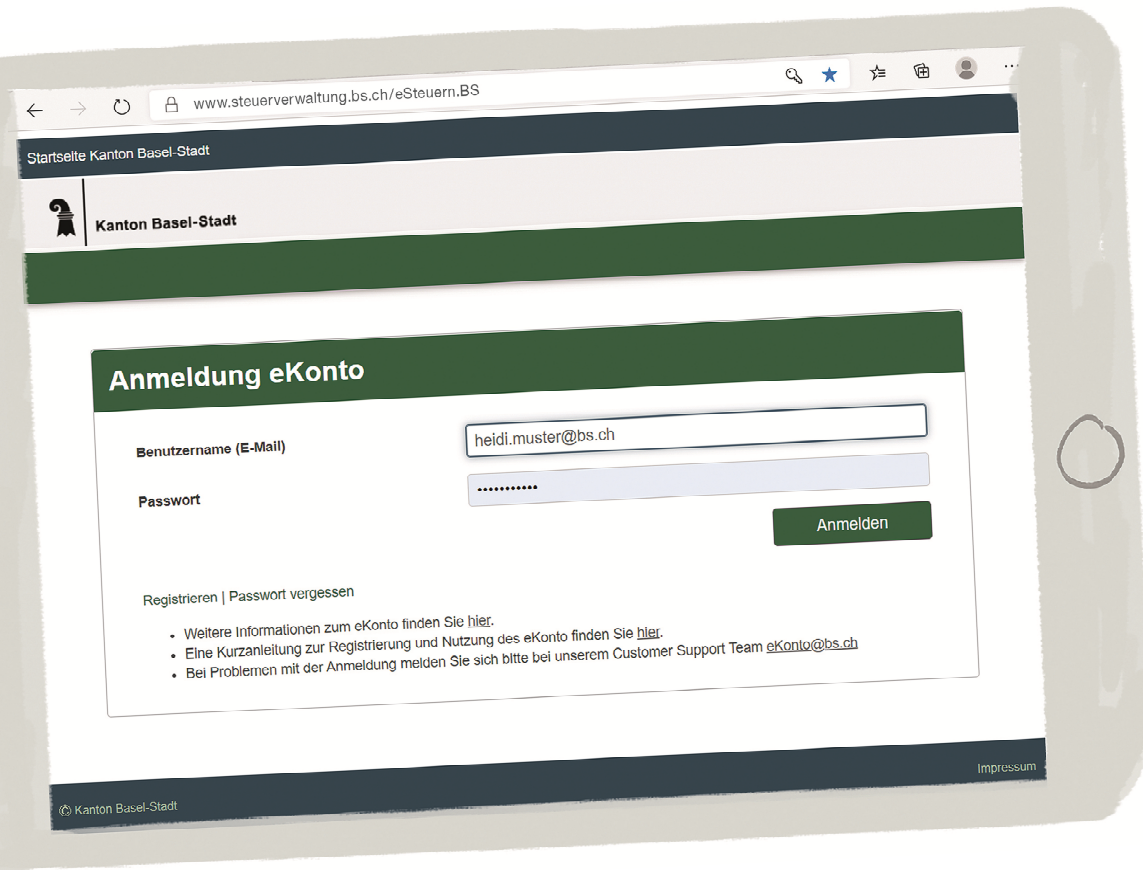 www.steuerverwaltung.bs.ch/eSteuern.BS
Startseite Kanton Basel-Stadt
Kanton Basel-Stadt
Anmeldung eKonto
Benutzername (E-Mail)
heidi.muster@bs.ch
Passwort
•••••••••••
Anmelden
Registrieren | Passwort vergessen
• Weitere Informationen zum eKonto finden Sie hier.
• Eine Kurzanleitung zur Registrierung und Nutzung des eKonto finden Sie hier.
• Bei Problemen mit der Anmeldung melden Sie sich bitte bei unserem Customer Support Team eKonto@bs.ch
Impressum
© Kanton Basel-Stadt